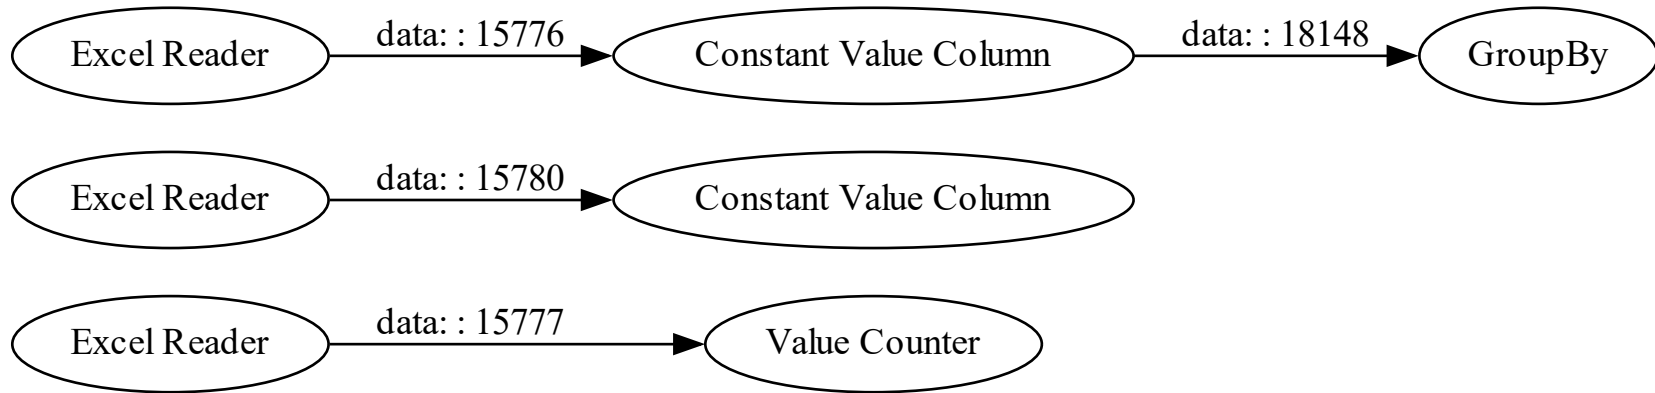 Excel Reader data: : 15776 Constant Value Column data: : 18148 GroupBy
Excel Reader data: : 15780 Constant Value Column
Excel Reader data: : 15777 Value Counter